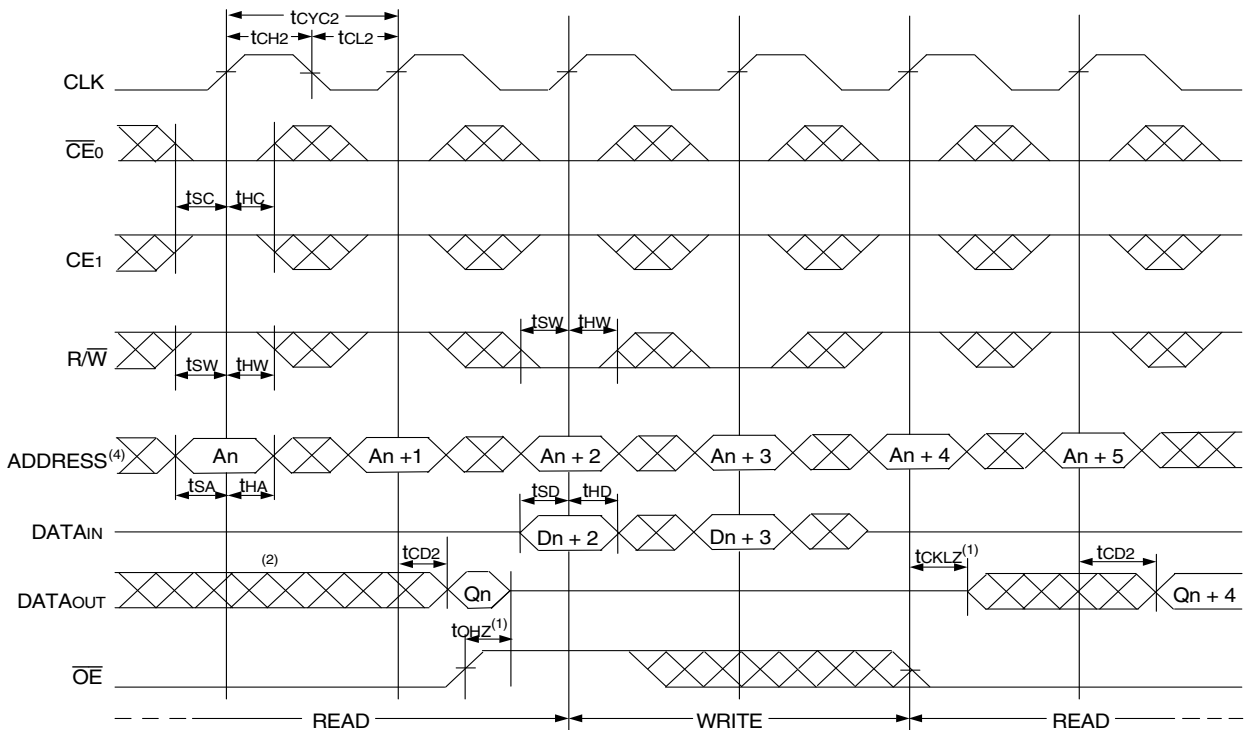 tCYC2
tCH2 tCL2
CLK
CE0
tSC tHC
CE1
tSW tHW
R/W
tSW tHW
ADDRESS(4) An An +1 An + 2 An + 3 An + 4 An + 5
tSA tHA tSD tHD
DATAIN Dn + 2 Dn + 3
(2) tCD2 tCKLZ(1) tCD2
DATAOUT Qn Qn + 4
tOHZ(1)
OE
READ WRITE READ